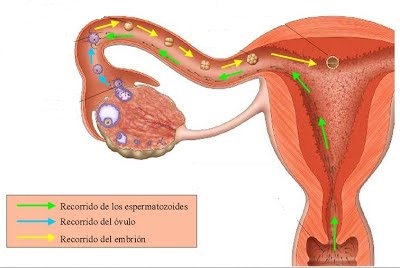 Recorrido de los espermatozoides
Recorrido del óvulo
Recorrido del embrión